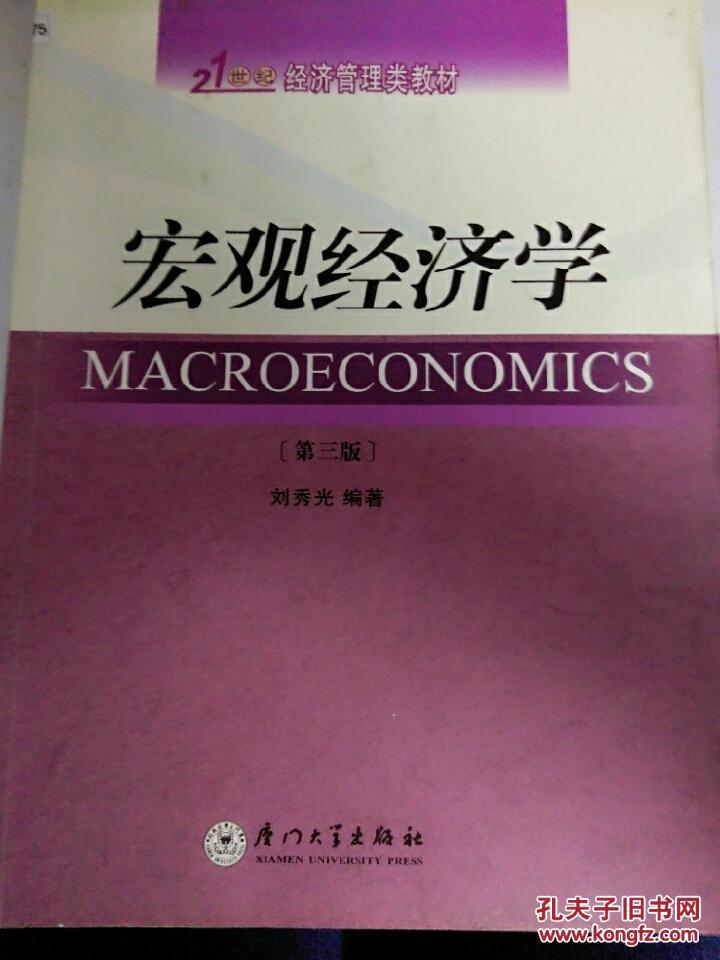 75
21世纪 经济管理类教材
宏观经济学
MACROECONOMICS
[第三版]
刘秀光 编著
厦门大学出版社
XIAMEN UNIVERSITY PRESS
孔夫子旧书网
www.kongfz.com